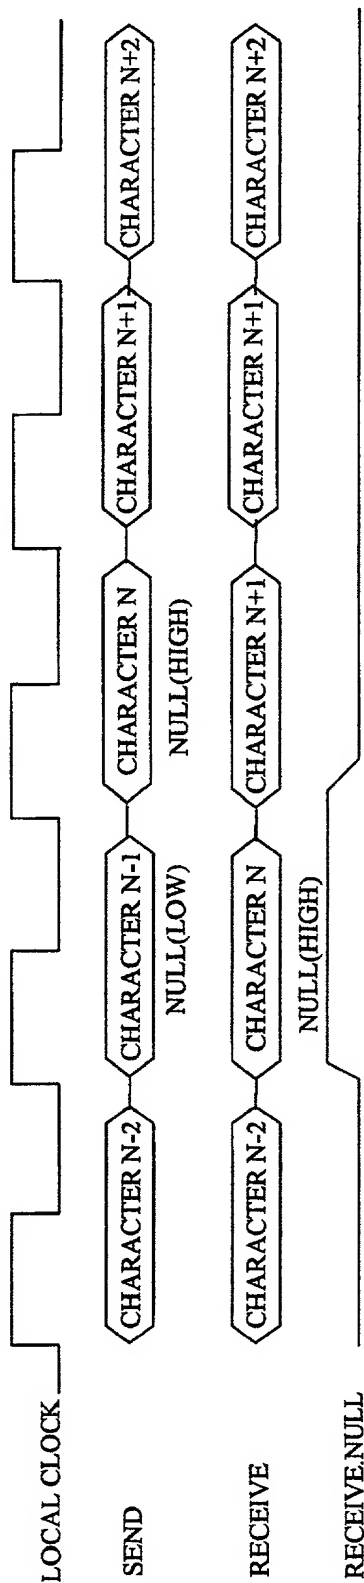 LOCAL CLOCK
SEND
CHARACTER N-2
CHARACTER N-1
CHARACTER N
CHARACTER N+1
CHARACTER N+2
NULL(LOW)
NULL(HIGH)
RECEIVE
CHARACTER N-2
CHARACTER N
CHARACTER N+1
CHARACTER N+1
CHARACTER N+2
NULL(HIGH)
RECEIVE.NULL